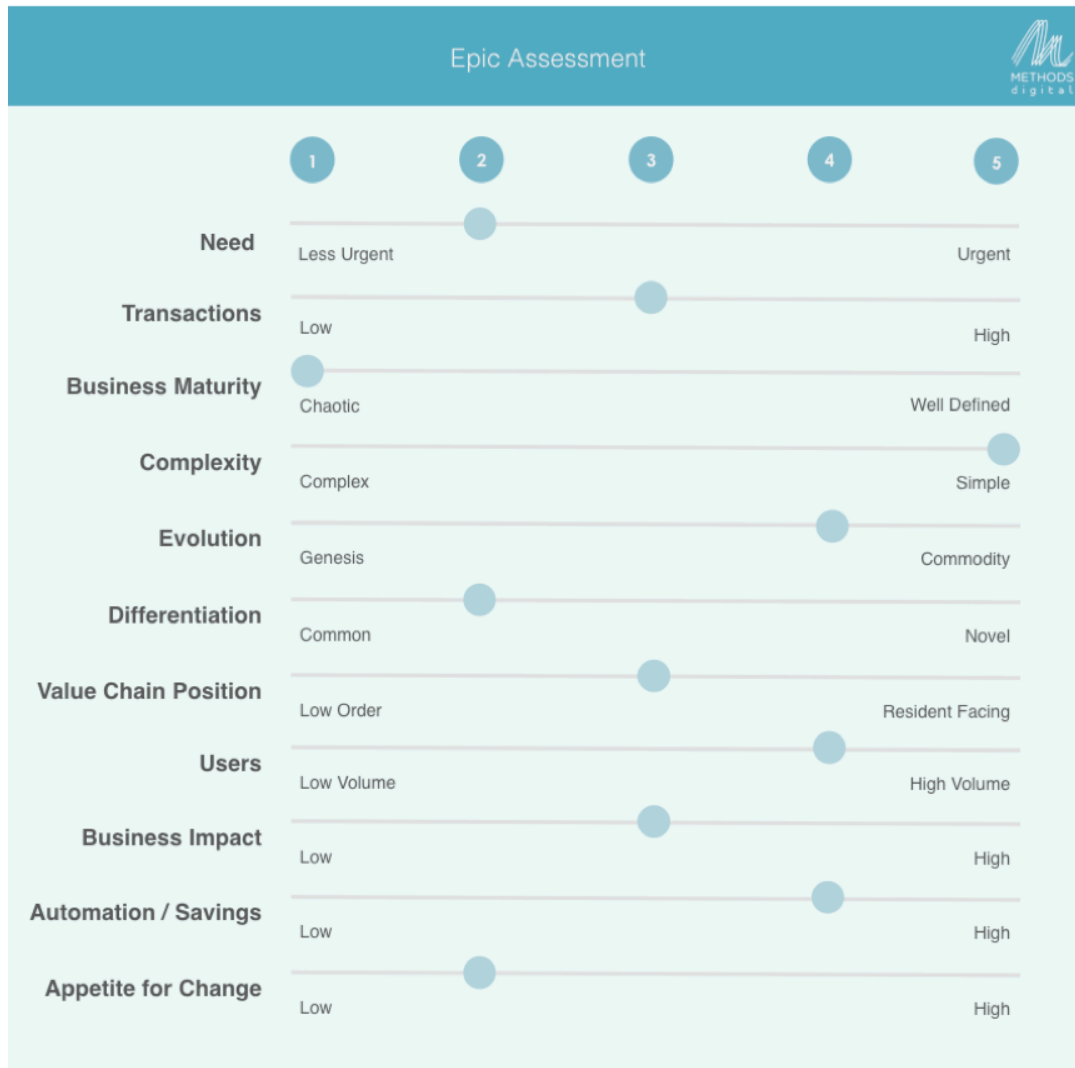 Epic Assessment
METHODS
digital
1 2 3 4 5
Need
Less Urgent Urgent
Transactions
Low High
Business Maturity
Chaotic Well Defined
Complexity
Complex Simple
Evolution
Genesis Commodity
Differentiation
Common Novel
Value Chain Position
Low Order Resident Facing
Users
Low Volume High Volume
Business Impact
Low High
Automation / Savings
Low High
Appetite for Change
Low High